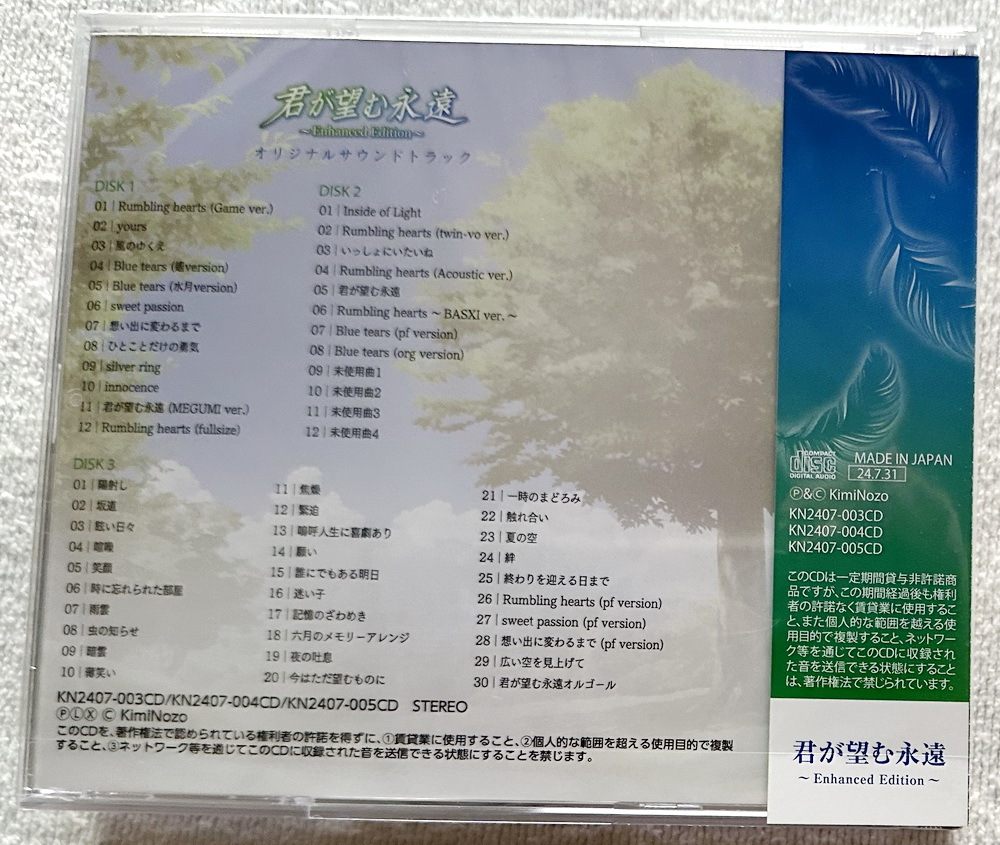 君が望む永遠
～Enhanced Edition～
オリジナルサウンドトラック
DISK 1
01 | Rumbling hearts (Game ver.)
02 | yours
03 | 風のゆくえ
04 | Blue tears (遙version)
05 | Blue tears (水月version)
06 | sweet passion
07 | 想い出に変わるまで
08 | ひとことだけの勇気
09 | silver ring
10 | innocence
11 | 君が望む永遠 (MEGUMI ver.)
12 | Rumbling hearts (fullsize)
DISK 2
01 | Inside of Light
02 | Rumbling hearts (twin-vo ver.)
03 | いっしょにいたいね
04 | Rumbling hearts (Acoustic ver.)
05 | 君が望む永遠
06 | Rumbling hearts ～ BASXI ver. ～
07 | Blue tears (pf version)
08 | Blue tears (org version)
09 | 未使用曲1
10 | 未使用曲2
11 | 未使用曲3
12 | 未使用曲4
DISK 3
01 | 陽射し
02 | 坂道
03 | 眩い日々
04 | 喧噪
05 | 笑顔
06 | 時に忘れられた部屋
07 | 雨雲
08 | 虫の知らせ
09 | 暗雲
10 | 微笑い
11 | 焦燥
12 | 緊迫
13 | 嗚呼人生に喜劇あり
14 | 願い
15 | 誰にでもある明日
16 | 迷い子
17 | 記憶のざわめき
18 | 六月のメモリーアレンジ
19 | 夜の吐息
20 | 今はただ望むものに
21 | 一時のまどろみ
22 | 触れ合い
23 | 夏の空
24 | 絆
25 | 終わりを迎える日まで
26 | Rumbling hearts (pf version)
27 | sweet passion (pf version)
28 | 想い出に変わるまで (pf version)
29 | 広い空を見上げて
30 | 君が望む永遠オルゴール
KN2407-003CD/KN2407-004CD/KN2407-005CD STEREO
ⓅⓁⓍ Ⓒ KimiNozo
このCDを、著作権法で認められている権利者の許諾を得ずに、①賃貸業に使用すること、②個人的な範囲を超える使用目的で複製
すること、③ネットワーク等を通じてこのCDに収録された音を送信できる状態にすることを禁じます。
COMPACT
disc
DIGITAL AUDIO
MADE IN JAPAN
24.7.31
Ⓟ&Ⓒ KimiNozo
KN2407-003CD
KN2407-004CD
KN2407-005CD
このCDは一定期間貸与非許諾商
品ですが、この期間経過後も権利
者の許諾なく賃貸業に使用するこ
と、また個人的な範囲を越える使
用目的で複製すること、ネットワー
ク等を通じてこのCDに収録され
た音を送信できる状態にすること
は、著作権法で禁じられています。
君が望む永遠
～ Enhanced Edition ～